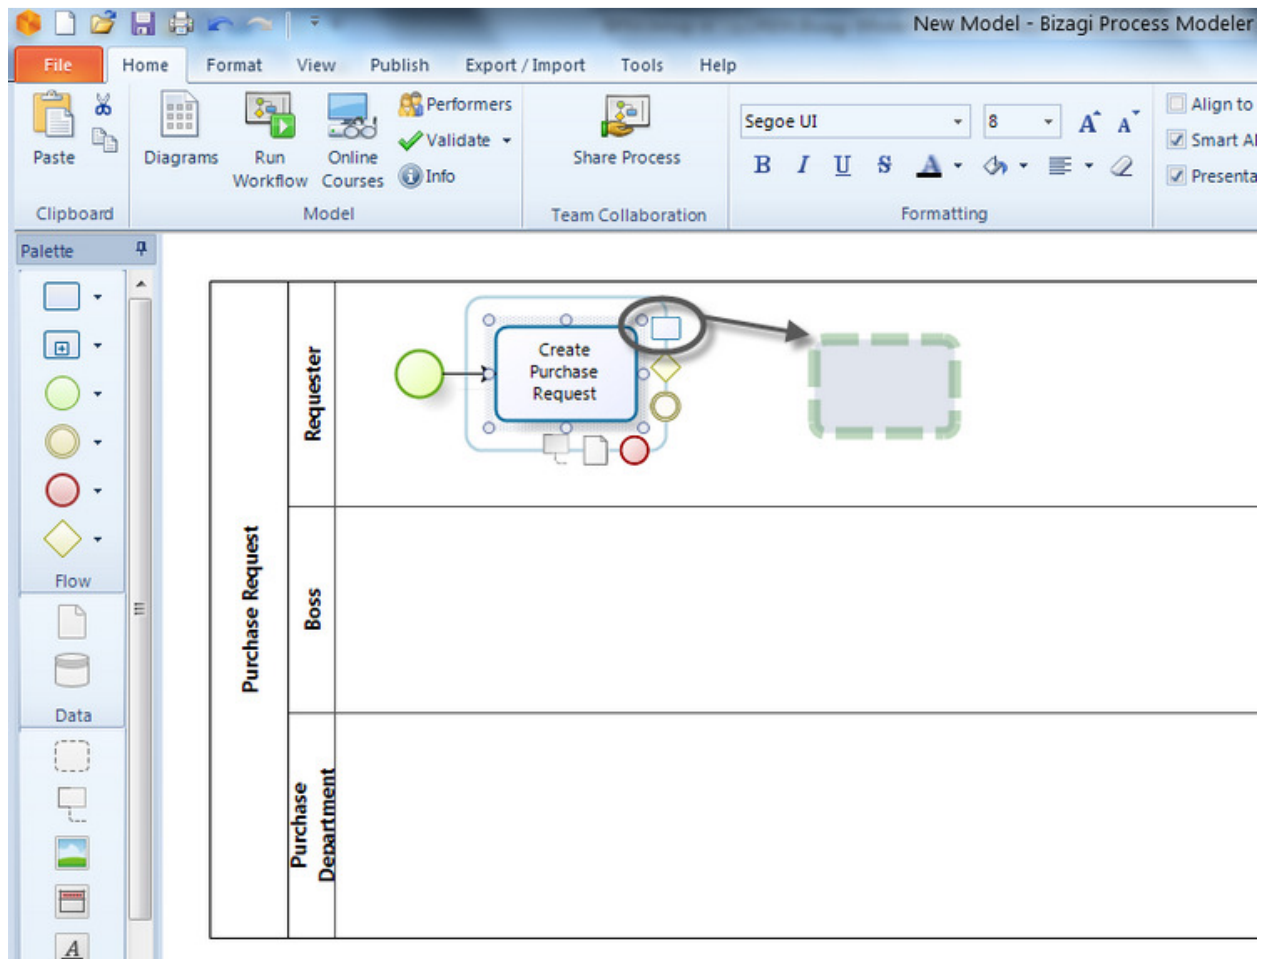 New Model - Bizagi Process Modeler
File Home Format View Publish Export / Import Tools Help
Paste
Clipboard
Diagrams
Run
Workflow
Online
Courses
Performers
Validate
Info
Model
Share Process
Team Collaboration
Segoe UI 8 A A
B I U S A
Formatting
Align to
Smart Al
Presenta
Palette
Flow
Data
A
Purchase Request
Requester
Create
Purchase
Request
Boss
Purchase
Department